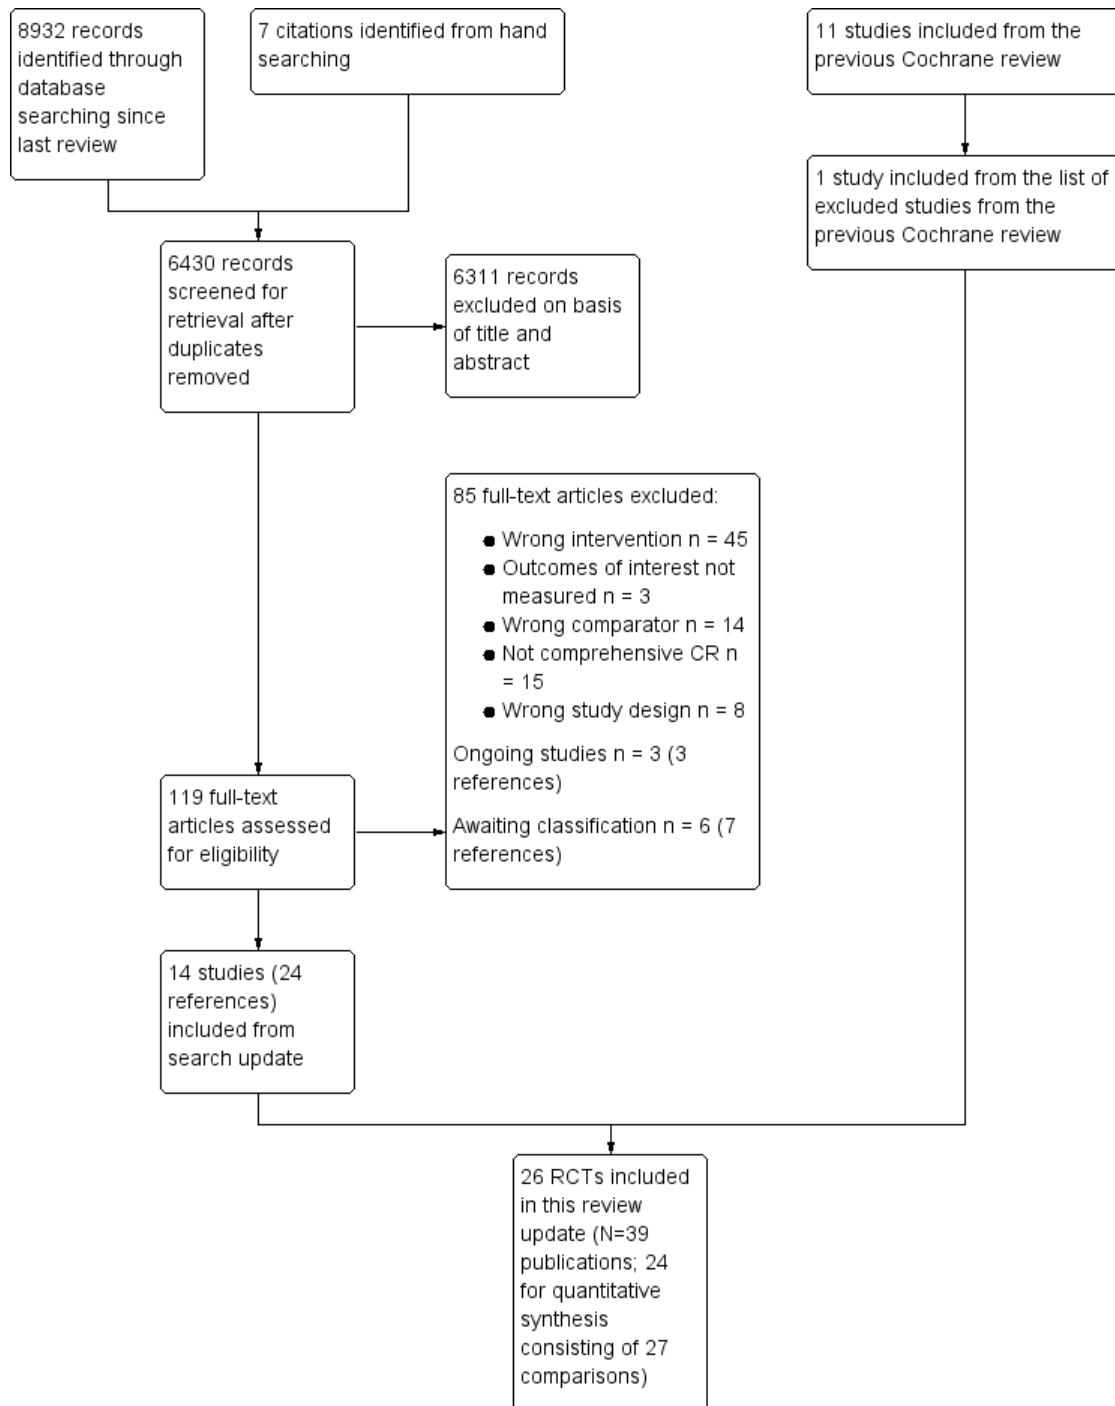 8932 records
identified through
database
searching since
last review
7 citations identified from hand
searching
11 studies included from the
previous Cochrane review
1 study included from the list of
excluded studies from the
previous Cochrane review
6430 records
screened for
retrieval after
duplicates
removed
6311 records
excluded on basis
of title and
abstract
85 full-text articles excluded:
● Wrong intervention n = 45
● Outcomes of interest not
measured n = 3
● Wrong comparator n = 14
● Not comprehensive CR n
= 15
● Wrong study design n = 8
Ongoing studies n = 3 (3
references)
Awaiting classification n = 6 (7
references)
119 full-text
articles assessed
for eligibility
14 studies (24
references)
included from
search update
26 RCTs included
in this review
update (N=39
publications; 24
for quantitative
synthesis
consisting of 27
comparisons)